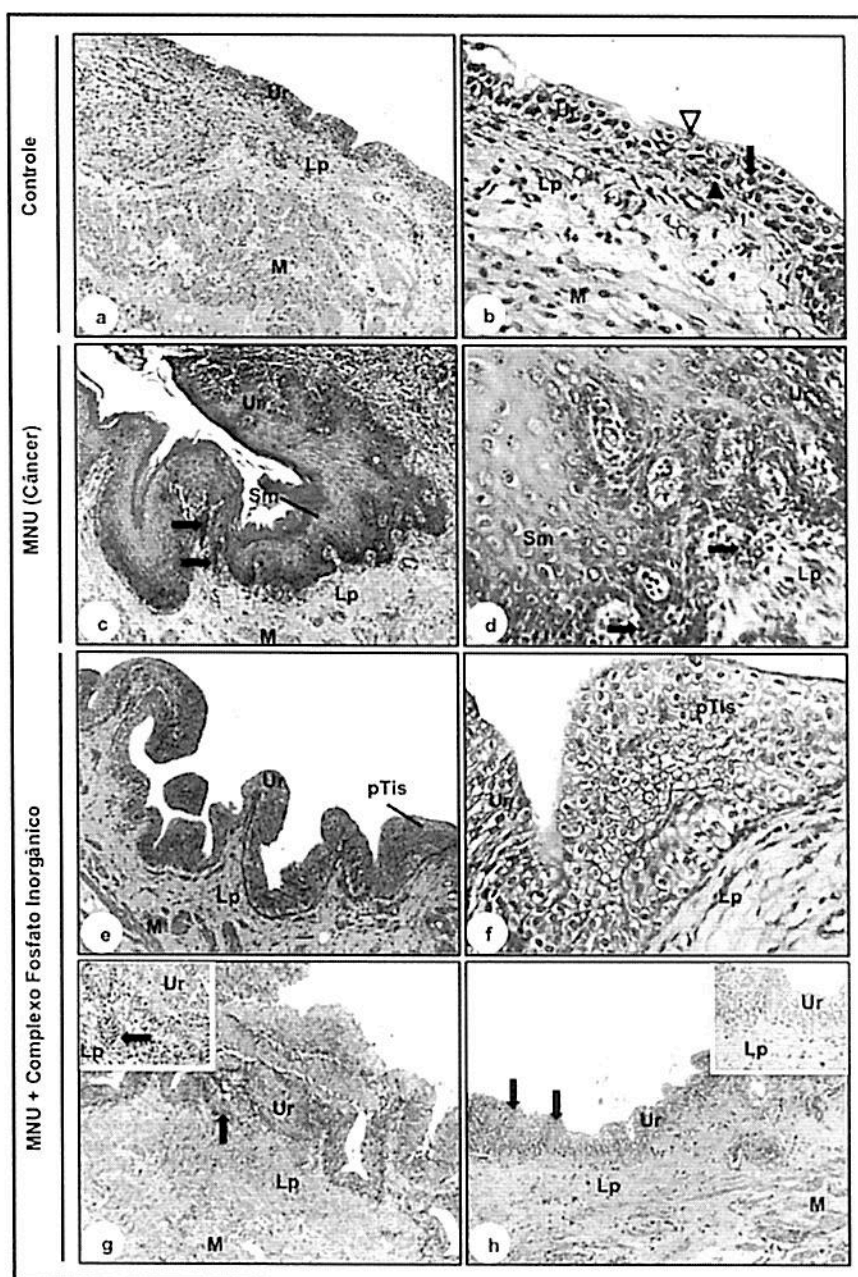 Controle
Ur
Lp
M
a
Ur
Lp
M
b
MNU (Câncer)
Ur
Sm
Lp
M
c
Ur
Sm
Lp
d
MNU + Complexo Fosfato Inorgânico
Ur
pTis
Lp
M
e
pTis
Ur
Lp
f
Ur
Lp
Ur
Lp
M
g
Ur
Lp
Ur
Lp
M
h